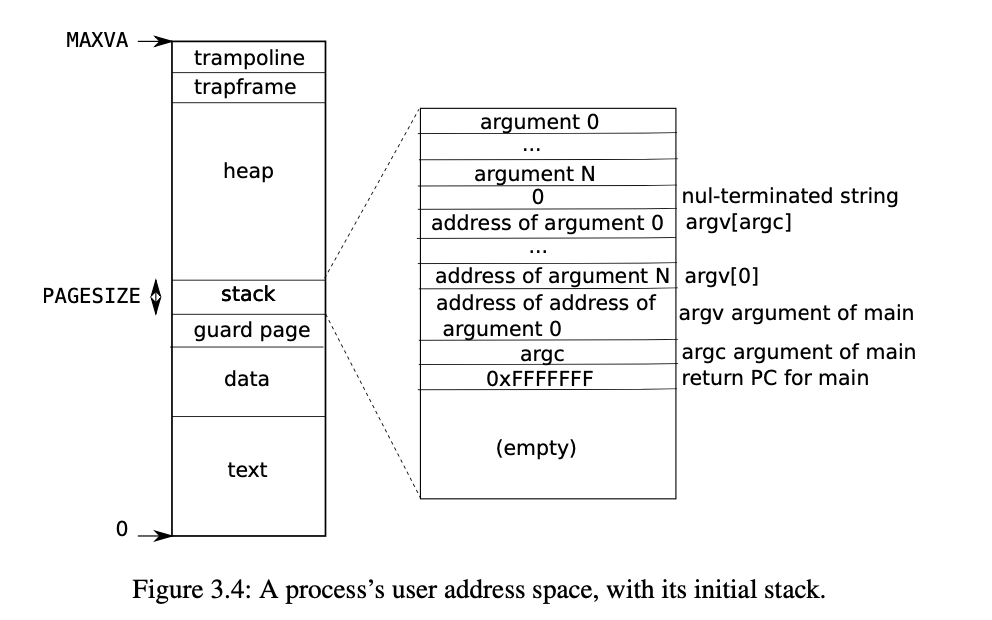 MAXVA
trampoline
trapframe
heap
PAGESIZE
stack
guard page
data
text
0
argument 0
...
argument N
0 nul-terminated string
address of argument 0 argv[argc]
...
address of argument N argv[0]
address of address of
argument 0
argv argument of main
argc argc argument of main
0xFFFFFFF return PC for main
(empty)
Figure 3.4: A process’s user address space, with its initial stack.